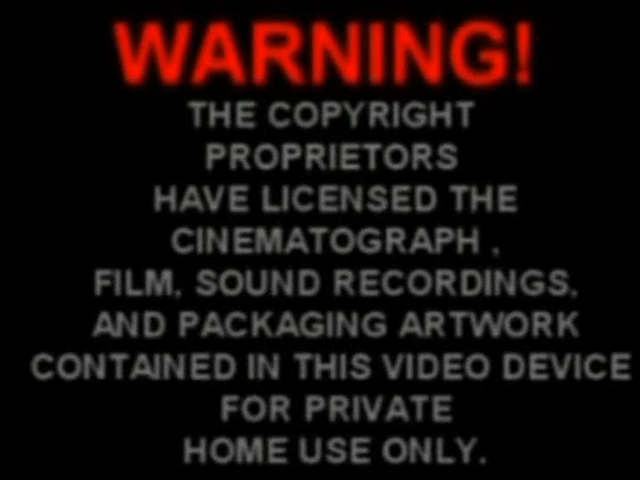 WARNING!
THE COPYRIGHT
PROPRIETORS
HAVE LICENSED THE
CINEMATOGRAPH ,
FILM, SOUND RECORDINGS,
AND PACKAGING ARTWORK
CONTAINED IN THIS VIDEO DEVICE
FOR PRIVATE
HOME USE ONLY.